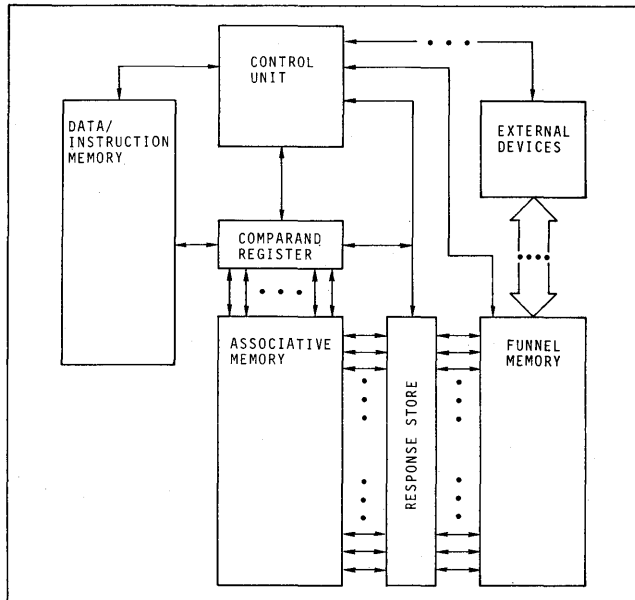 CONTROL
UNIT
DATA/
INSTRUCTION
MEMORY
EXTERNAL
DEVICES
COMPARAND
REGISTER
ASSOCIATIVE
MEMORY
RESPONSE STORE
FUNNEL
MEMORY